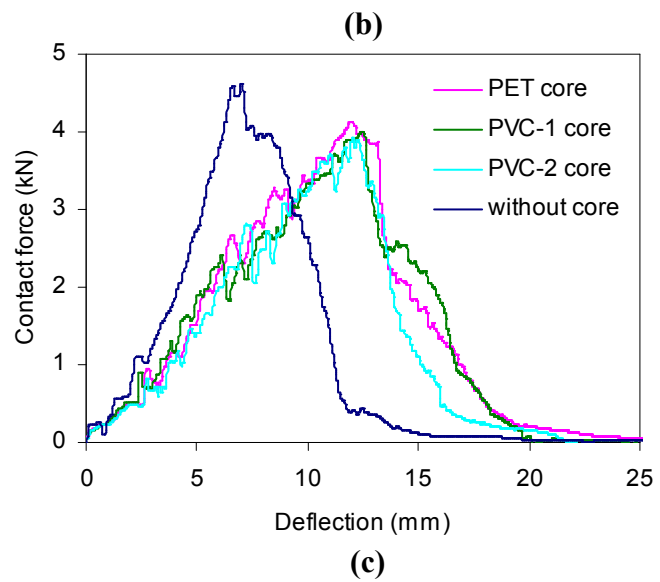 (b)
5
4
3
2
1
0
Contact force (kN)
PET core
PVC-1 core
PVC-2 core
without core
0 5 10 15 20 25
Deflection (mm)
(c)